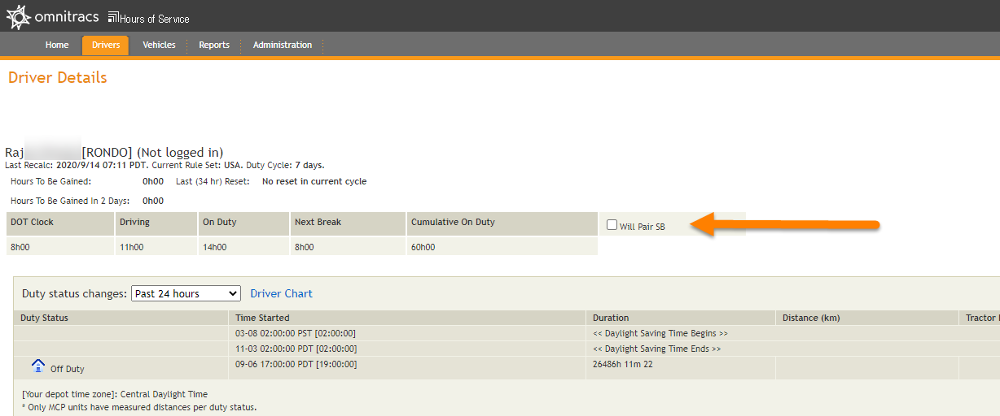 omnitracs Hours of Service
Home Drivers Vehicles Reports Administration
Driver Details
Raj [RONDO] (Not logged in)
Last Recalc: 2020/9/14 07:11 PDT. Current Rule Set: USA. Duty Cycle: 7 days.
Hours To Be Gained: 0h00 Last (34 hr) Reset: No reset in current cycle
Hours To Be Gained In 2 Days: 0h00
DOT Clock Driving On Duty Next Break Cumulative On Duty Will Pair SB
8h00 11h00 14h00 8h00 60h00
Duty status changes: Past 24 hours Driver Chart
Duty Status Time Started Duration Distance (km) Tractor
03-08 02:00:00 PST [02:00:00] << Daylight Saving Time Begins >>
11-03 02:00:00 PDT [02:00:00] << Daylight Saving Time Ends >>
Off Duty 09-06 17:00:00 PDT [19:00:00] 26486h 11m 22
[Your depot time zone]: Central Daylight Time
* Only MCP units have measured distances per duty status.